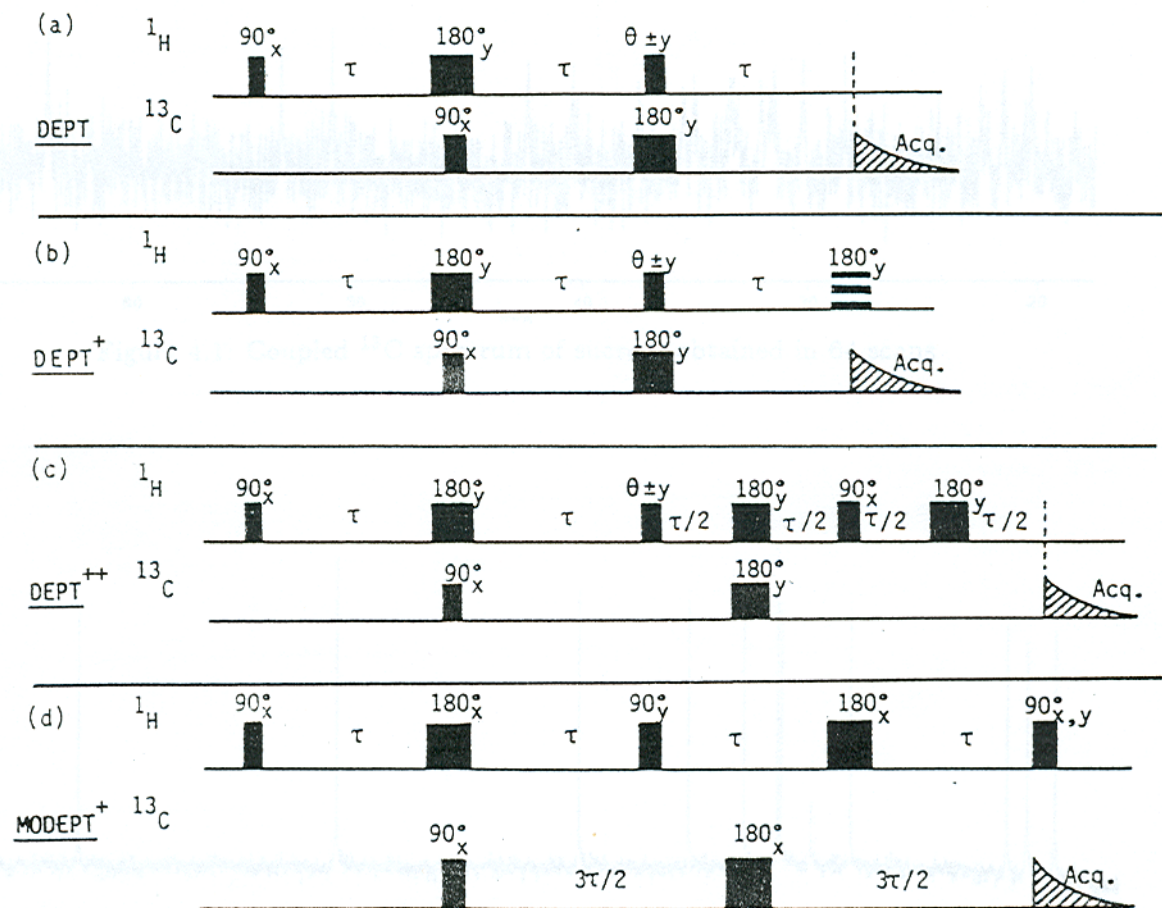 (a) ¹H 90°x τ 180°y τ θ ±y τ
DEPT ¹³C 90°x 180°y Acq.
(b) ¹H 90°x τ 180°y τ θ±y τ 180°y
DEPT⁺ ¹³C 90°x 180°y Acq.
(c) ¹H 90°x τ 180°y τ θ±y τ/2 180°y τ/2 90°x τ/2 180°y τ/2
DEPT⁺⁺ ¹³C 90°x 180°y Acq.
(d) ¹H 90°x τ 180°x τ 90°y τ 180°x τ 90°x,y
MODEPT⁺ ¹³C 90°x 3τ/2 180°x 3τ/2 Acq.